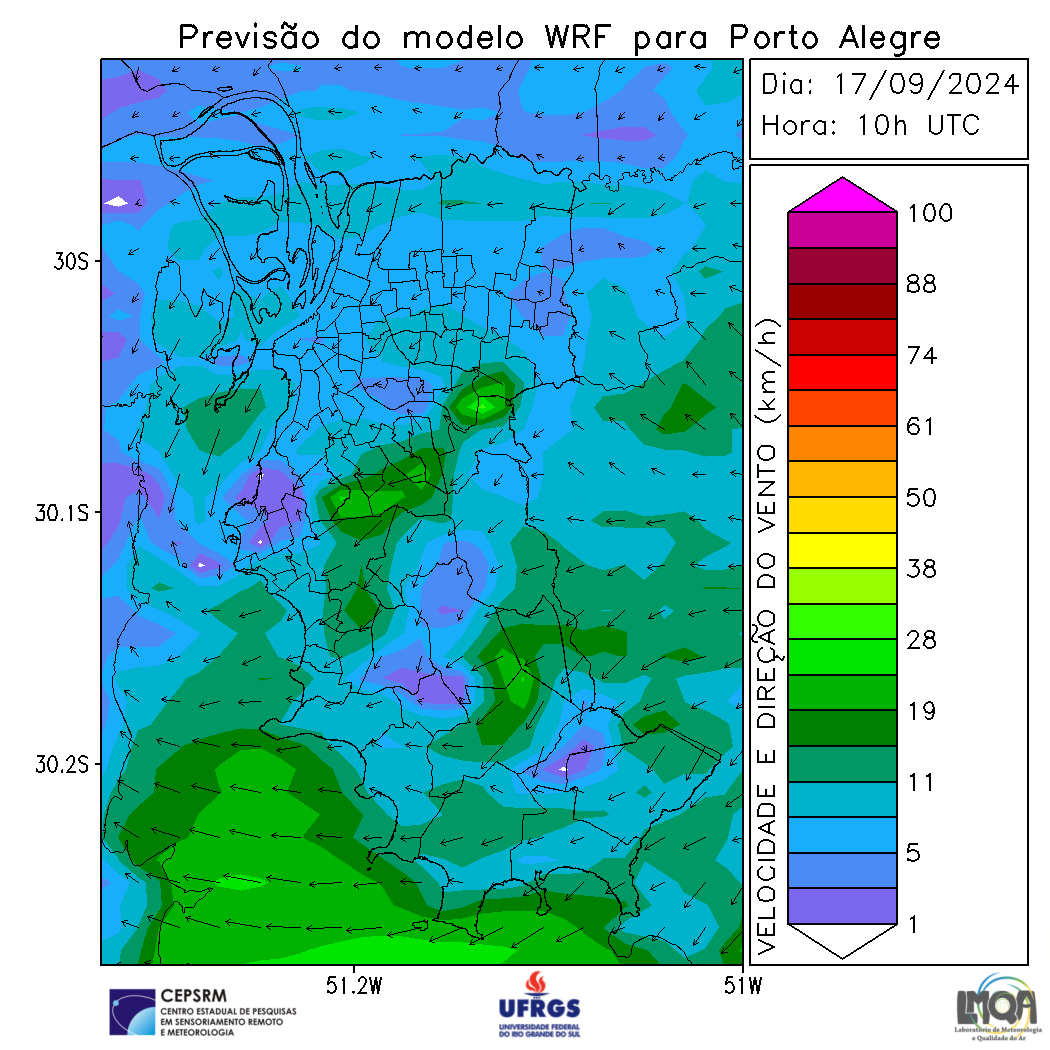 Previsão do modelo WRF para Porto Alegre
Dia: 17/09/2024
Hora: 10h UTC
30S
30.1S
30.2S
51.2W
51W
VELOCIDADE E DIREÇÃO DO VENTO (km/h)
100
88
74
61
50
38
28
19
11
5
1
CEPSRM
CENTRO ESTADUAL DE PESQUISAS
EM SENSORIAMENTO REMOTO
E METEOROLOGIA
UFRGS
UNIVERSIDADE FEDERAL
DO RIO GRANDE DO SUL
LMQA
Laboratório de Meteorologia
e Qualidade do Ar